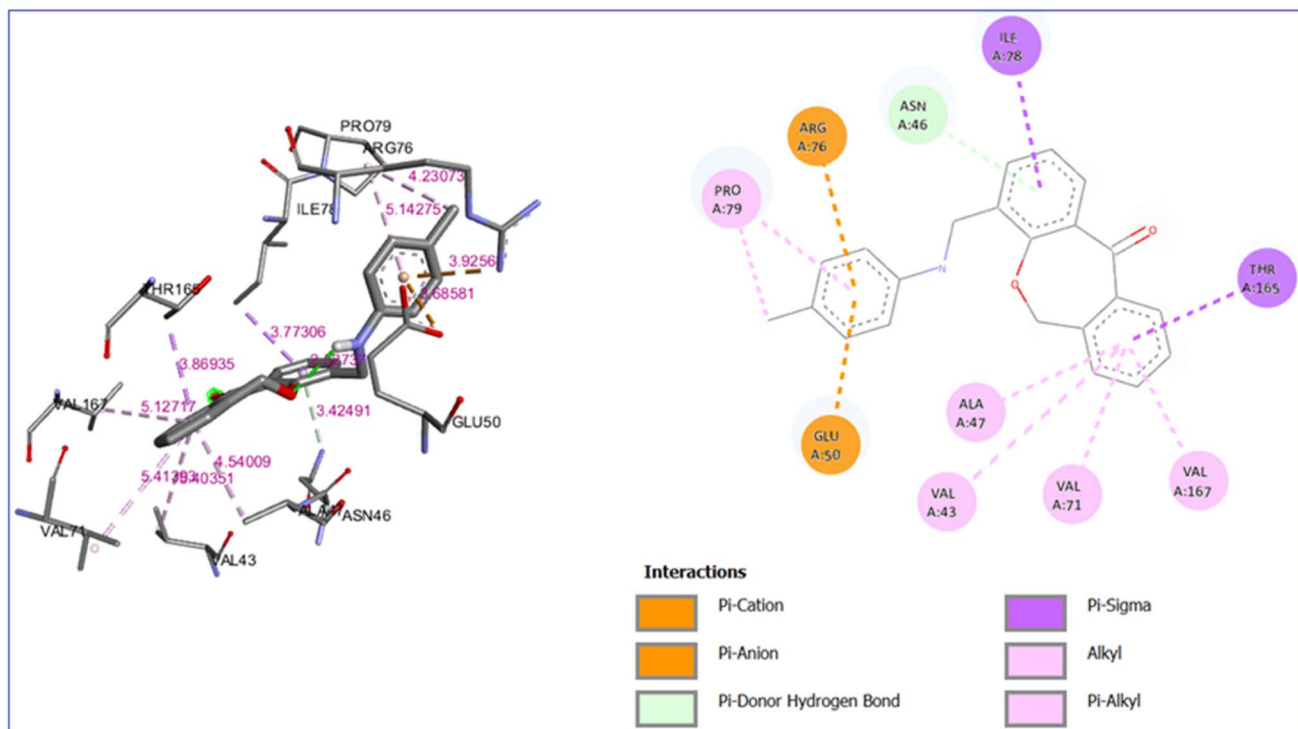 PRO79
ARG76
4.23073
ILE78
5.14275
3.9256
3.68581
THR165
3.77306
3.86935
3.42491
VAL167
5.12717
GLU50
4.54009
VAL71
ASN46
VAL43
ILE
A:78
ASN
A:46
ARG
A:76
PRO
A:79
N
H
O
O
THR
A:165
ALA
A:47
GLU
A:50
VAL
A:43
VAL
A:71
VAL
A:167
Interactions
Pi-Cation
Pi-Anion
Pi-Donor Hydrogen Bond
Pi-Sigma
Alkyl
Pi-Alkyl